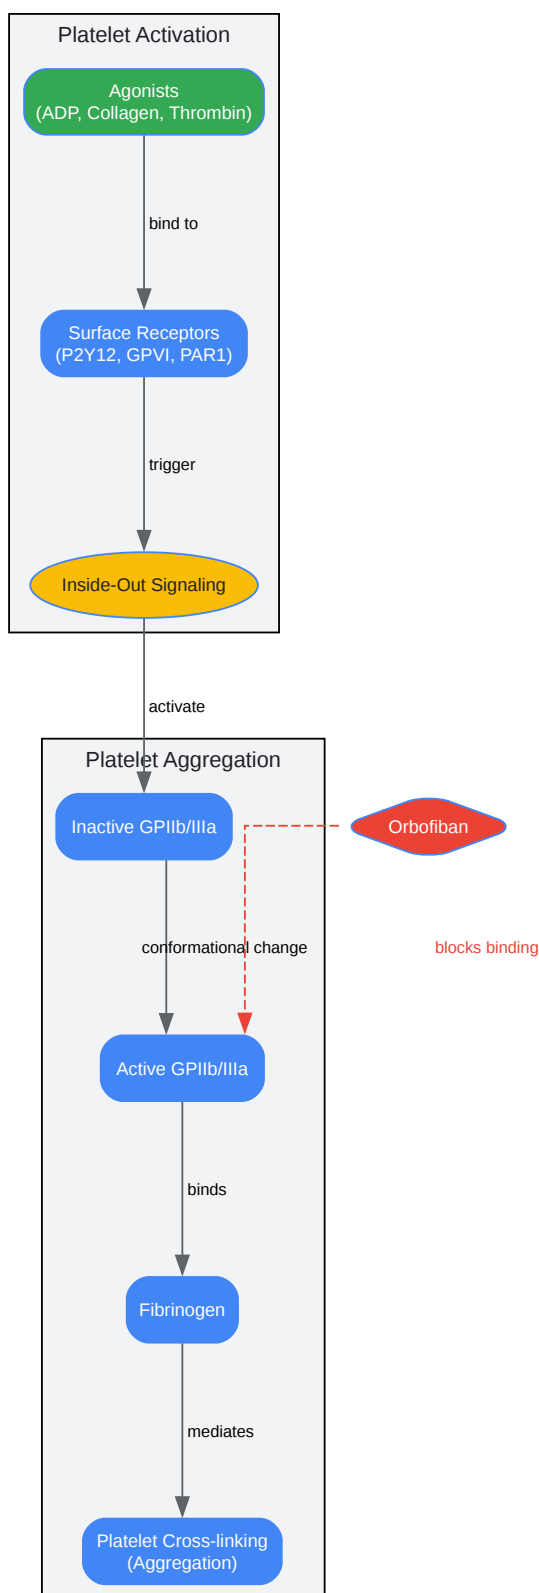 Platelet Activation
Agonists
(ADP, Collagen, Thrombin)
bind to
Surface Receptors
(P2Y12, GPVI, PAR1)
trigger
Inside-Out Signaling
activate
Platelet Aggregation
Inactive GPIIb/IIIa
Orbofiban
conformational change
blocks binding
Active GPIIb/IIIa
binds
Fibrinogen
mediates
Platelet Cross-linking
(Aggregation)